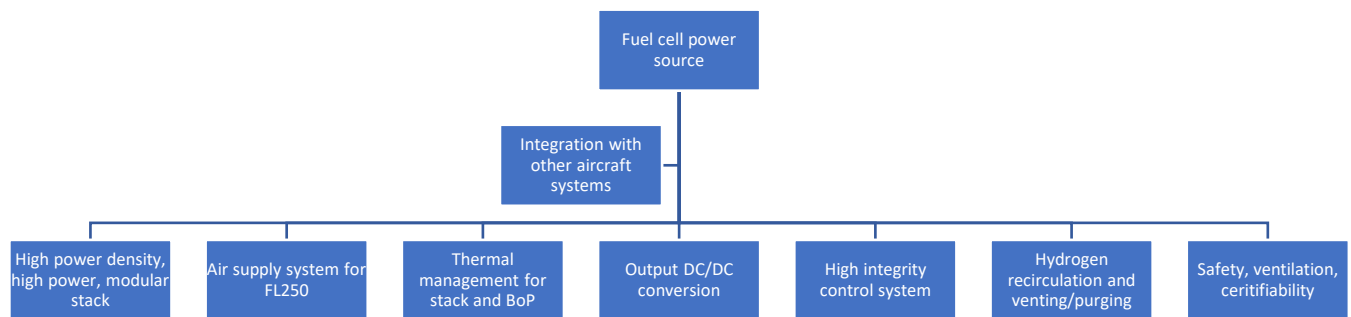 Fuel cell power
source
Integration with
other aircraft
systems
High power density,
high power, modular
stack
Air supply system for
FL250
Thermal
management for
stack and BoP
Output DC/DC
conversion
High integrity
control system
Hydrogen
recirculation and
venting/purging
Safety, ventilation,
ceritifiability